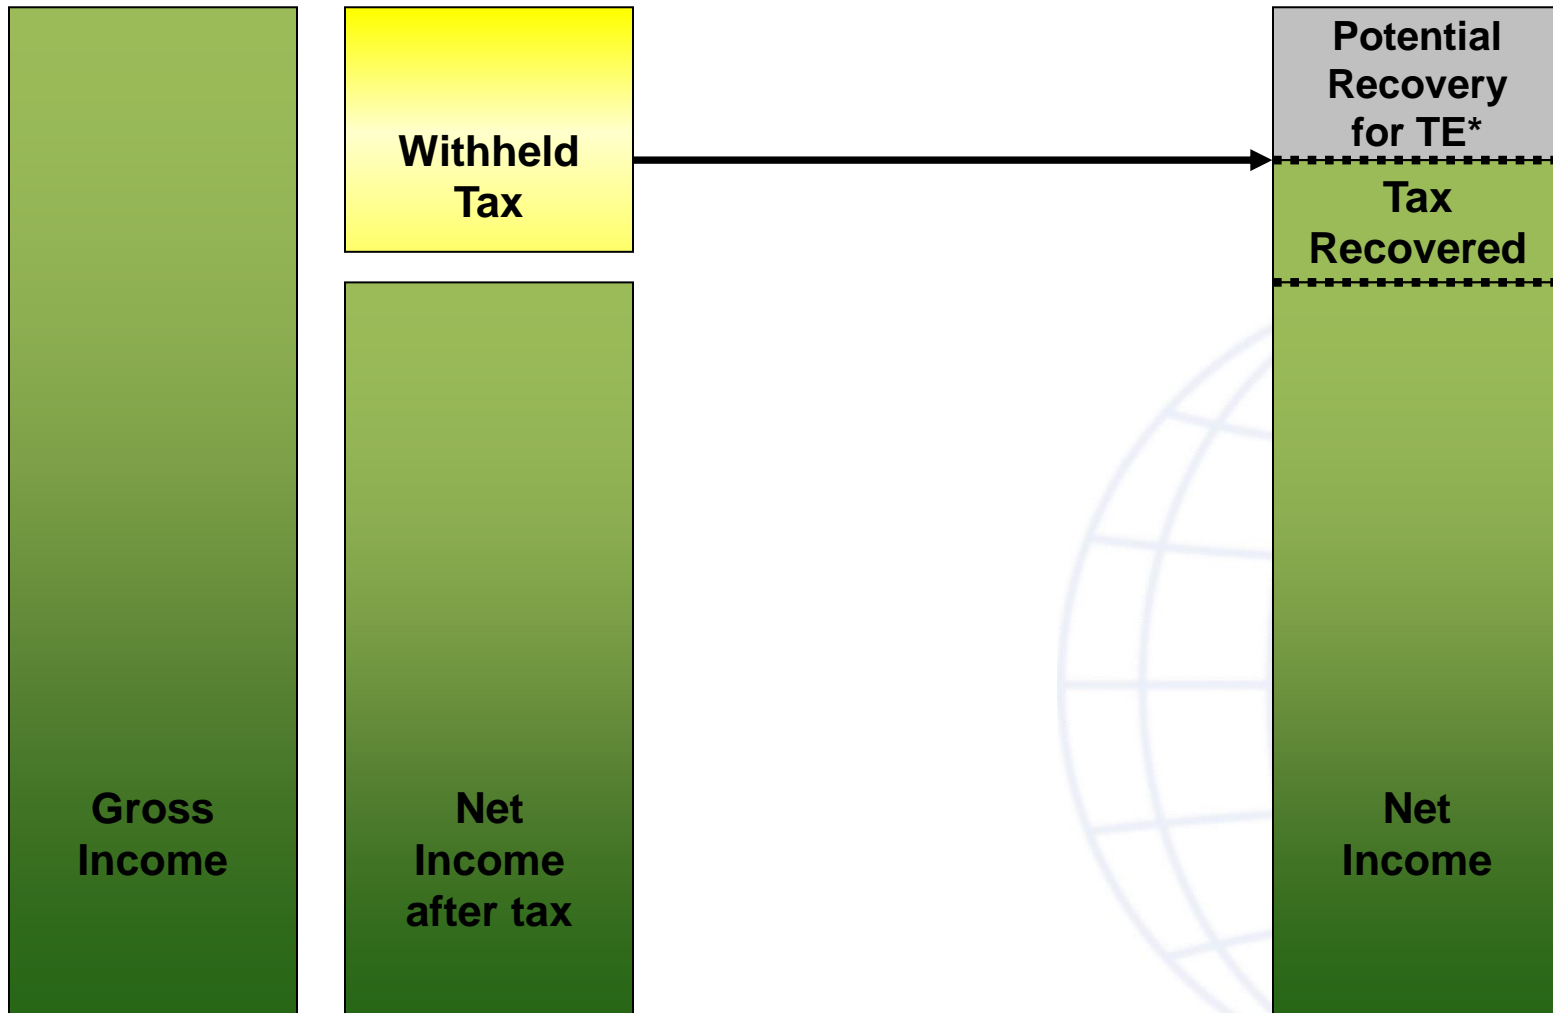 Gross
Income
Withheld
Tax
Net
Income
after tax
Potential
Recovery
for TE*
Tax
Recovered
Net
Income